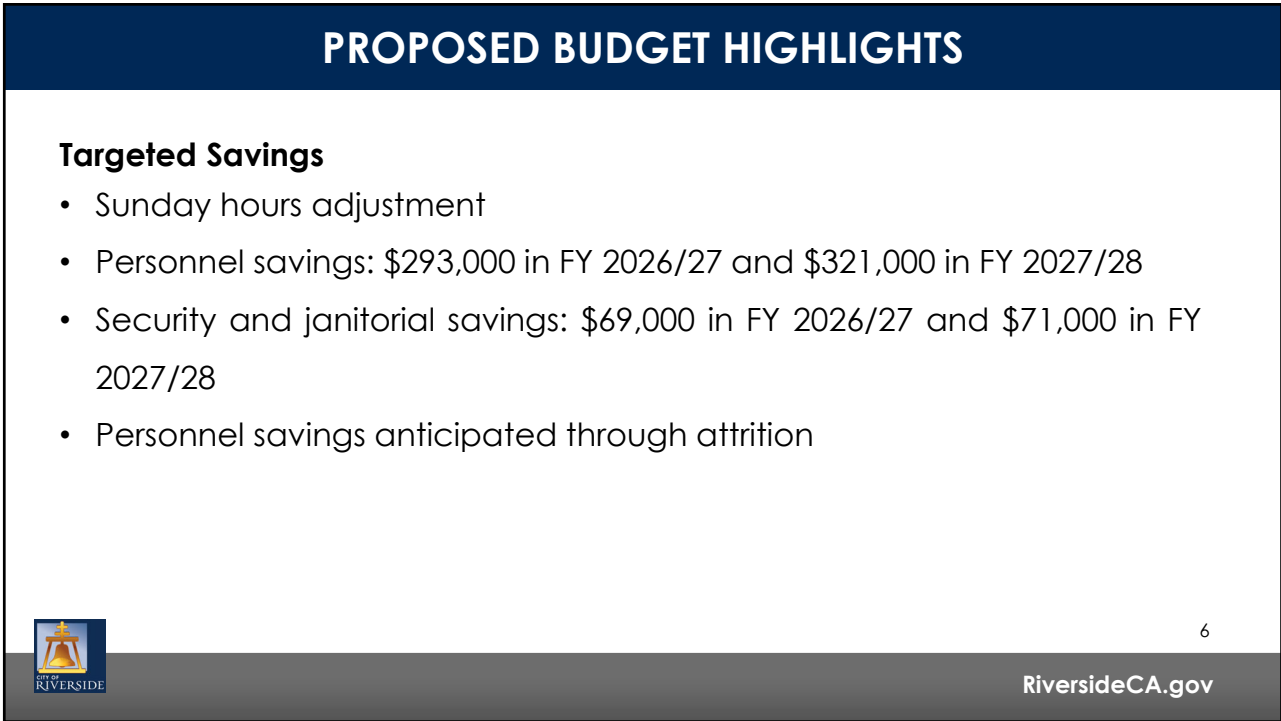 PROPOSED BUDGET HIGHLIGHTS
Targeted Savings
• Sunday hours adjustment
• Personnel savings: $293,000 in FY 2026/27 and $321,000 in FY 2027/28
• Security and janitorial savings: $69,000 in FY 2026/27 and $71,000 in FY
2027/28
• Personnel savings anticipated through attrition
6
CITY OF
RIVERSIDE
RiversideCA.gov